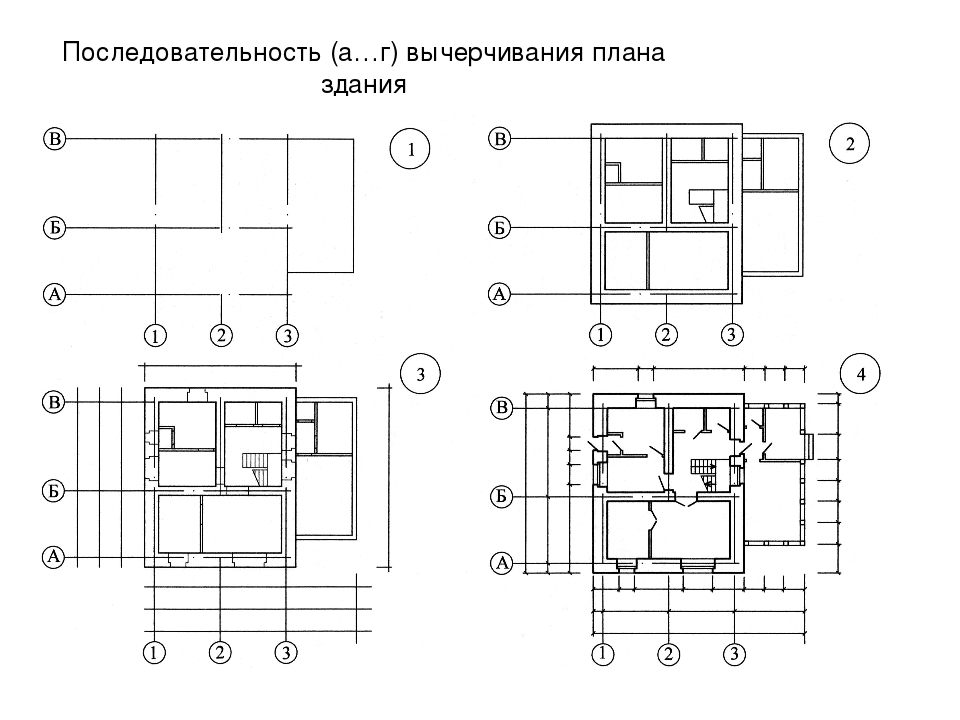 Последовательность (а…г) вычерчивания плана
здания
В
1
Б
А
1 2 3
В
2
Б
А
1 2 3
3
В
Б
А
1 2 3
4
В
Б
А
1 2 3